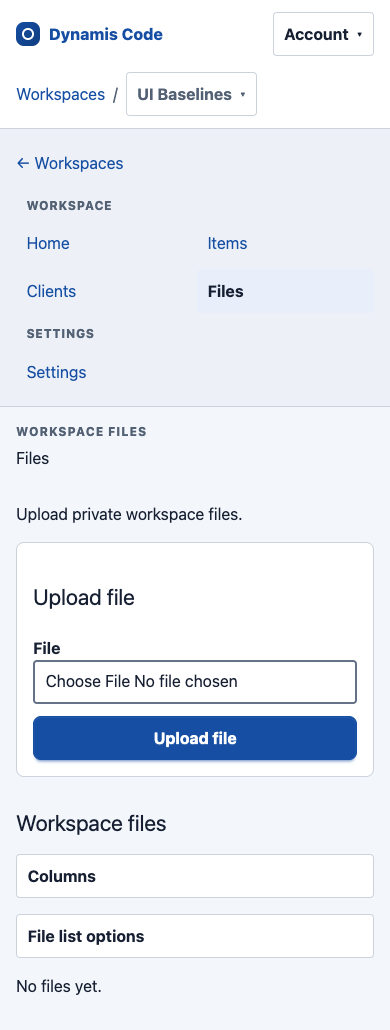 Dynamis Code
Account ▾
Workspaces / UI Baselines ▾
← Workspaces
WORKSPACE
Home
Items
Clients
Files
SETTINGS
Settings
WORKSPACE FILES
Files
Upload private workspace files.
Upload file
File
Choose File No file chosen
Upload file
Workspace files
Columns
File list options
No files yet.